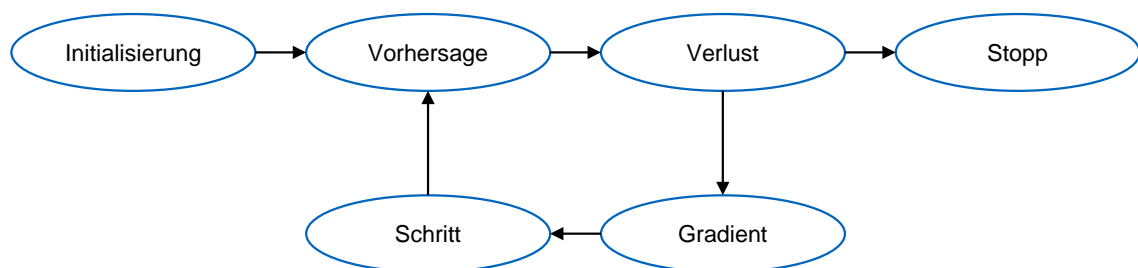 Initialisierung
Vorhersage
Verlust
Stopp
Schritt
Gradient